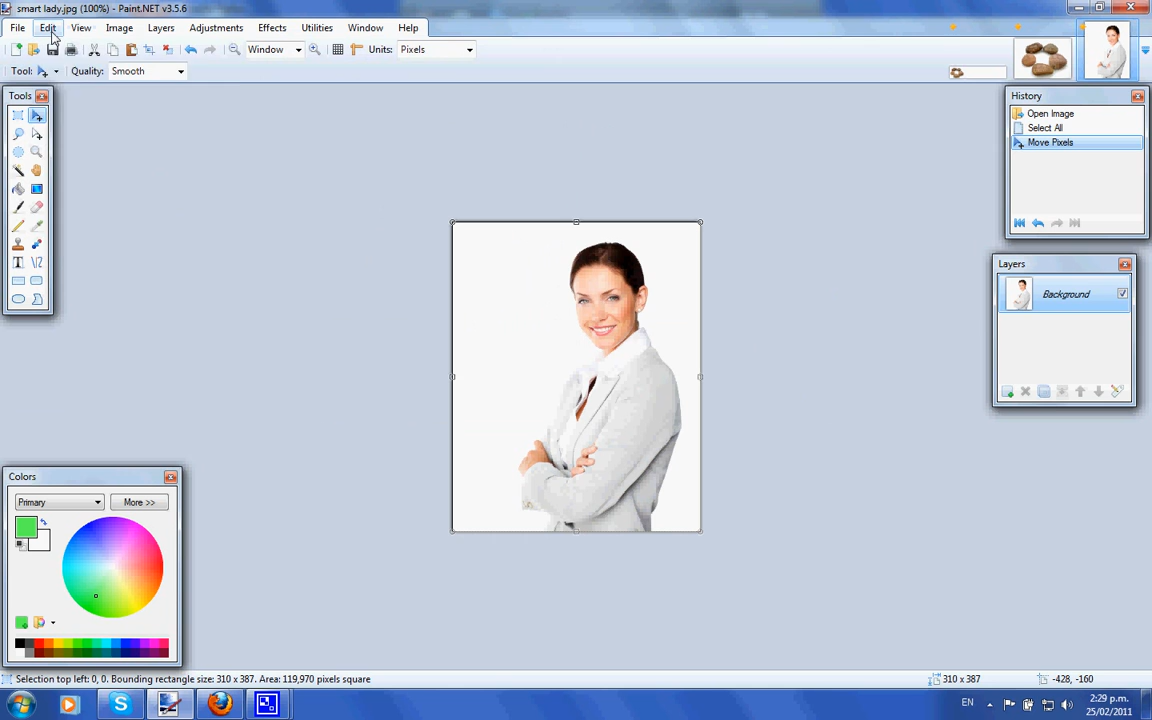 smart lady.jpg (100%) - Paint.NET v3.5.6
File Edit View Image Layers Adjustments Effects Utilities Window Help
Window Units: Pixels
Tool: Quality: Smooth
Tools
History
Open Image
Select All
Move Pixels
Layers
Background
Colors
Primary More >>
Selection top left: 0, 0. Bounding rectangle size: 310 x 387. Area: 119,970 pixels square
310 x 387
-428, -160
EN
2:29 p.m.
25/02/2011